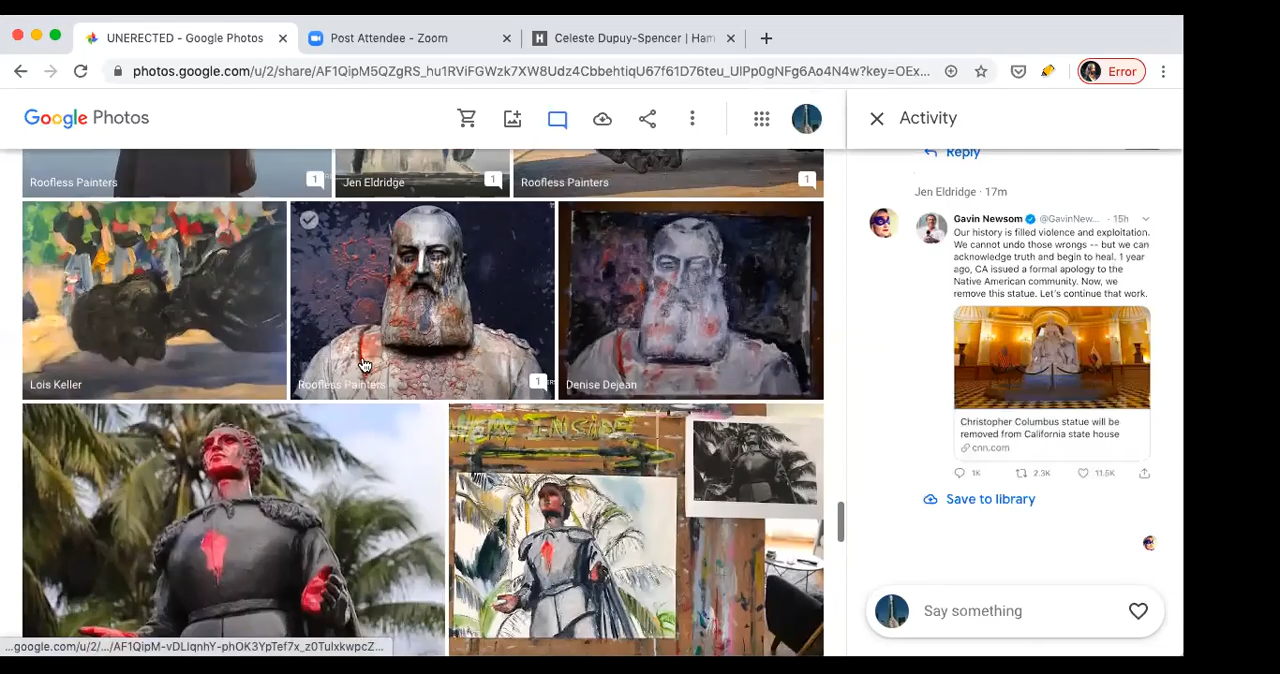 UNERECTED - Google Photos
Post Attendee - Zoom
Celeste Dupuy-Spencer | Ham
photos.google.com/u/2/share/AF1QipM5QZgRS_hu1RViFGWzk7XW8Udz4CbbehtiqU67f61D76teu_UlPp0gNFg6Ao4N4w?key=OEx...
Error
Google Photos
Activity
Roofless Painters
1
Jen Eldridge
1
Roofless Painters
1
Reply
Jen Eldridge · 17m
Gavin Newsom @GavinNew... · 15h
Our history is filled violence and exploitation.
We cannot undo those wrongs -- but we can
acknowledge truth and begin to heal. 1 year
ago, CA issued a formal apology to the
Native American community. Now, we
remove this statue. Let's continue that work.
Christopher Columbus statue will be
removed from California state house
cnn.com
1K
2.3K
11.5K
Save to library
Lois Keller
Roofless Painters
1
Denise Dejean
INSIDE
Say something
...google.com/u/2/.../AF1QipM-vDLlqnhY-phOK3YpTef7x_z0TulxkwpcZ...